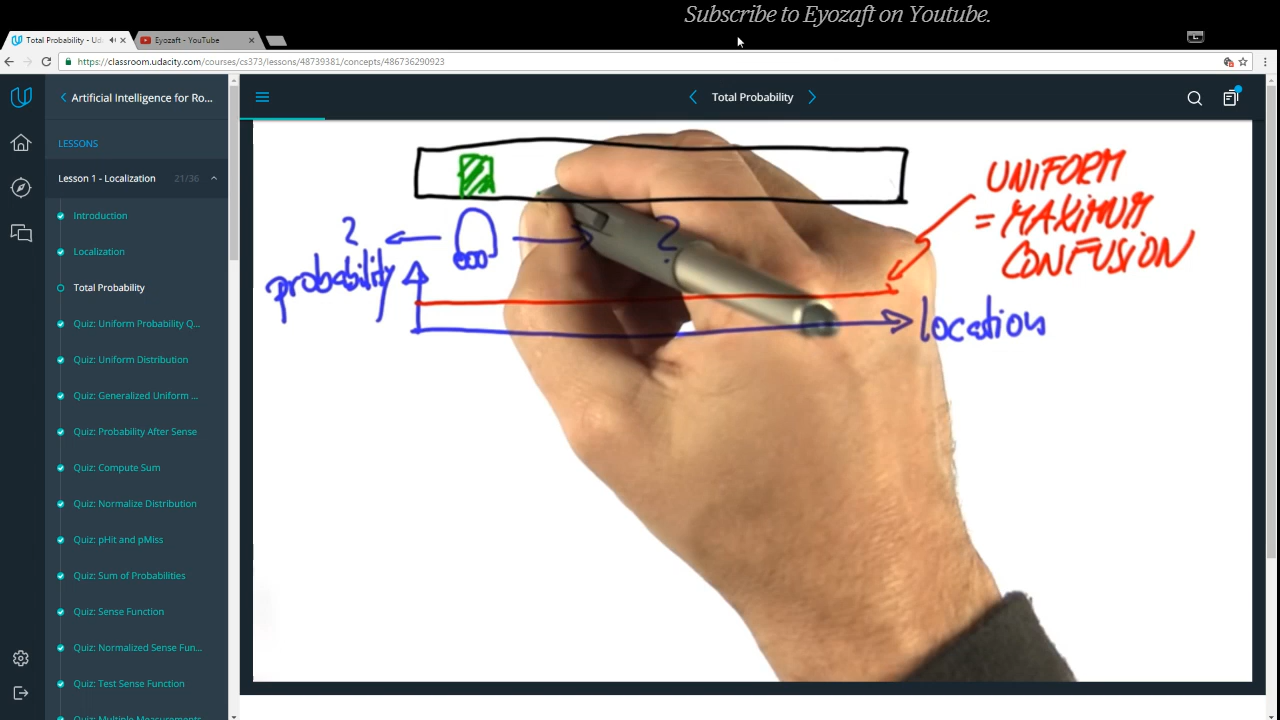 Subscribe to Eyozaft on Youtube.
Total Probability - Ud
Eyozaft - YouTube
https://classroom.udacity.com/courses/cs373/lessons/48739381/concepts/486736290923
Artificial Intelligence for Ro...
Total Probability
LESSONS
Lesson 1 - Localization 21/36
Introduction
Localization
Total Probability
Quiz: Uniform Probability Q...
Quiz: Uniform Distribution
Quiz: Generalized Uniform ...
Quiz: Probability After Sense
Quiz: Compute Sum
Quiz: Normalize Distribution
Quiz: pHit and pMiss
Quiz: Sum of Probabilities
Quiz: Sense Function
Quiz: Normalized Sense Fun...
Quiz: Test Sense Function
Quiz: Multiple Measurements
UNIFORM
= MAXIMUM
CONFUSION
? ?
probability
location